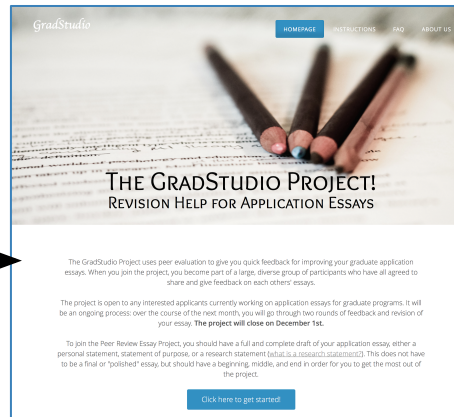 GradStudio
HOMEPAGE INSTRUCTIONS FAQ ABOUT US
THE GRADSTUDIO PROJECT!
REVISION HELP FOR APPLICATION ESSAYS
The GradStudio Project uses peer evaluation to give you quick feedback for improving your graduate application
essays. When you join the project, you become part of a large, diverse group of participants who have all agreed to
share and give feedback on each others' essays.
The project is open to any interested applicants currently working on application essays for graduate programs. It will
be an ongoing process: over the course of the next month, you will go through two rounds of feedback and revision of
your essay. The project will close on December 1st.
To join the Peer Review Essay Project, you should have a full and complete draft of your application essay, either a
personal statement, statement of purpose, or a research statement (what is a research statement?). This does not have
to be a final or "polished" essay, but should have a beginning, middle, and end in order for you to get the most out of
the project.
Click here to get started!